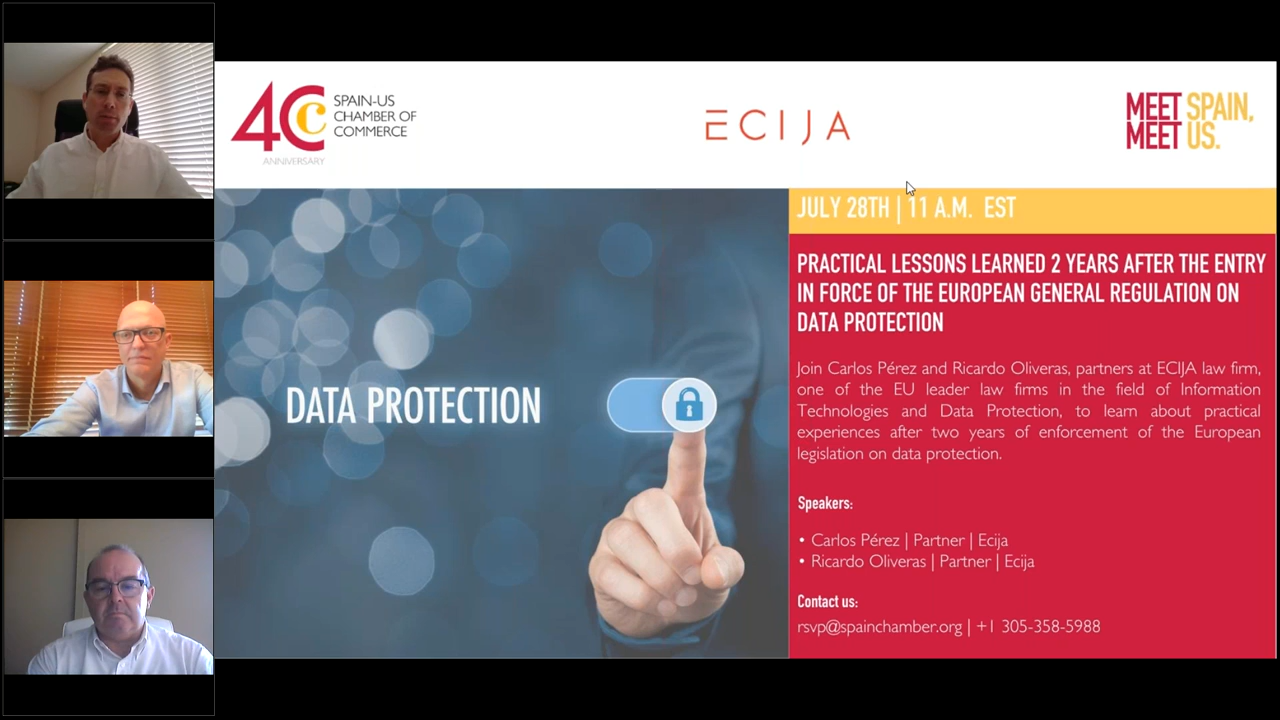 4Cc
SPAIN-US
CHAMBER OF
COMMERCE
ANNIVERSARY
ECIJA
MEET SPAIN,
MEET US.
JULY 28TH | 11 A.M. EST
DATA PROTECTION
PRACTICAL LESSONS LEARNED 2 YEARS AFTER THE ENTRY
IN FORCE OF THE EUROPEAN GENERAL REGULATION ON
DATA PROTECTION
Join Carlos Pérez and Ricardo Oliveras, partners at ECIJA law firm,
one of the EU leader law firms in the field of Information
Technologies and Data Protection, to learn about practical
experiences after two years of enforcement of the European
legislation on data protection.
Speakers:
• Carlos Pérez | Partner | Ecija
• Ricardo Oliveras | Partner | Ecija
Contact us:
rsvp@spainchamber.org | +1 305-358-5988